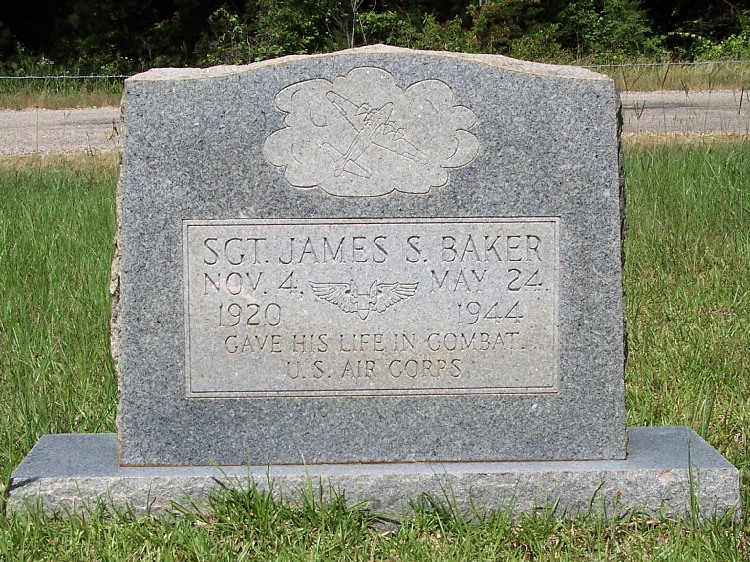 SGT. JAMES S. BAKER
NOV. 4, MAY 24,
1920 1944
GAVE HIS LIFE IN COMBAT.
U.S. AIR CORPS